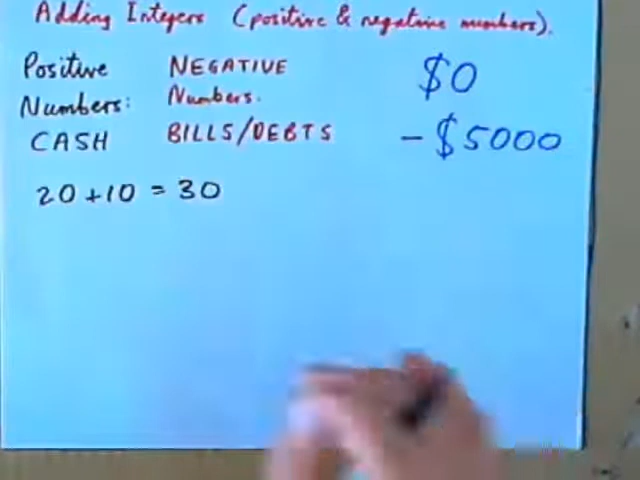 Adding Integers (positive & negative numbers).
Positive Numbers:
CASH
NEGATIVE Numbers.
BILLS/DEBTS
$0
-$5000
20 + 10 = 30